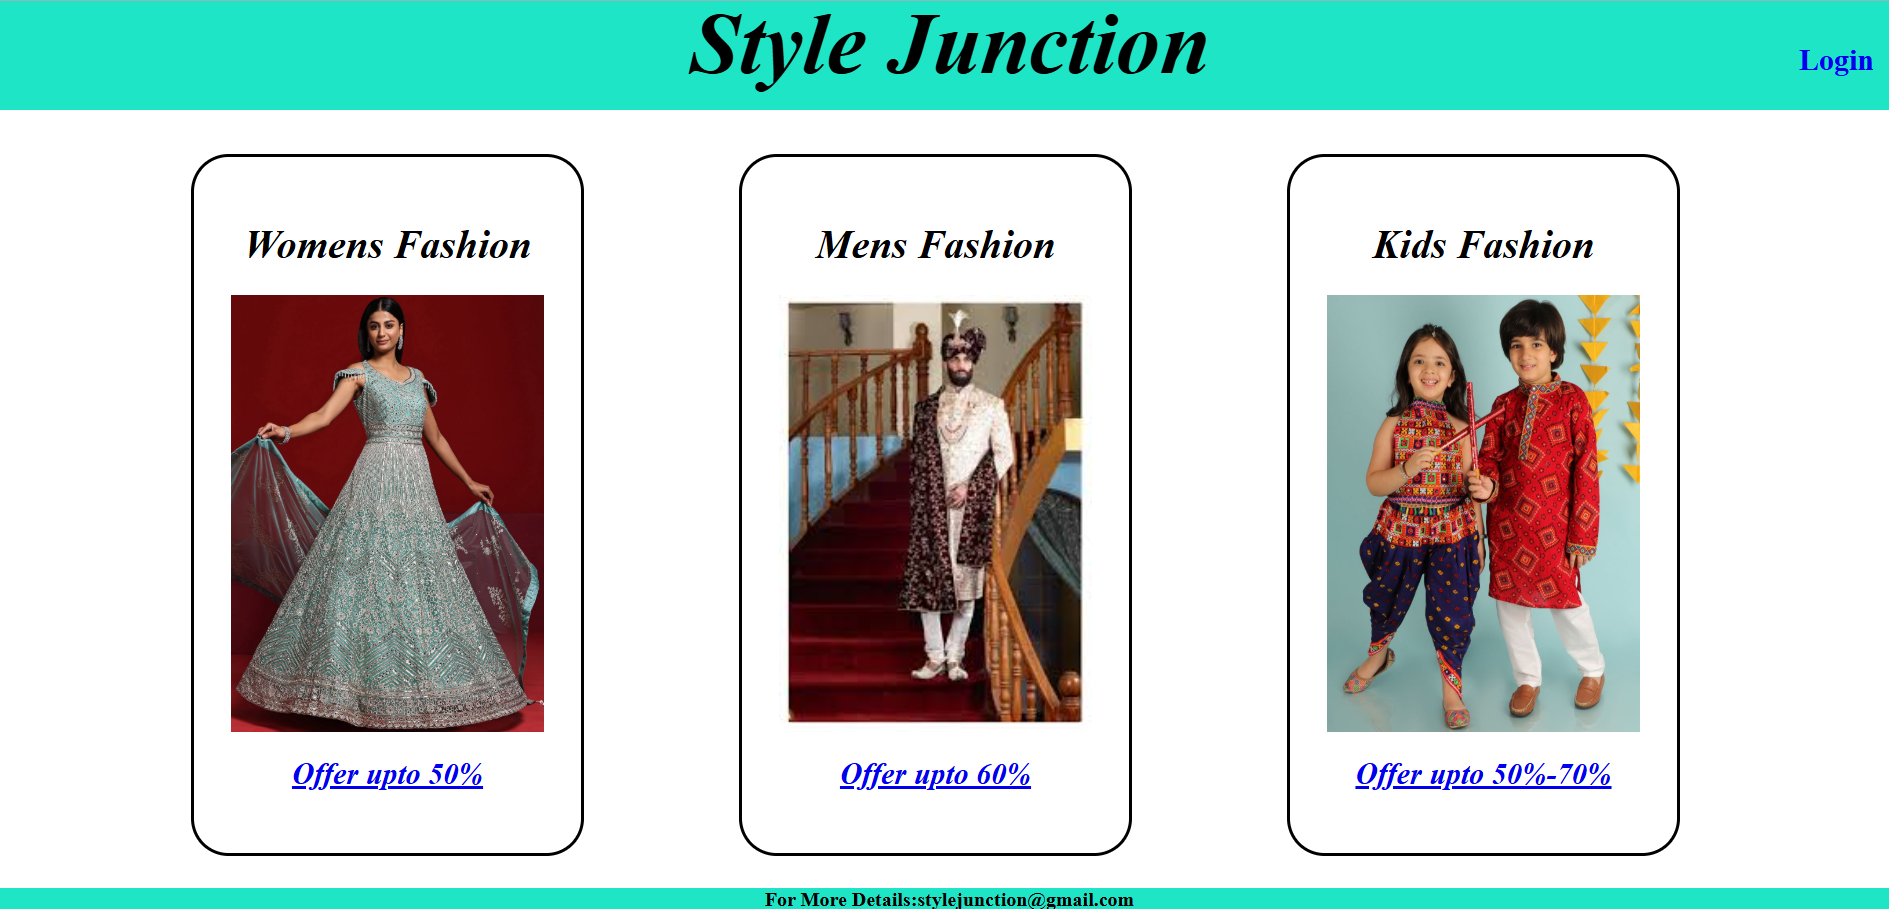 Style Junction
Login
Womens Fashion
Mens Fashion
Kids Fashion
Offer upto 50%
Offer upto 60%
Offer upto 50%-70%
For More Details:stylejunction@gmail.com